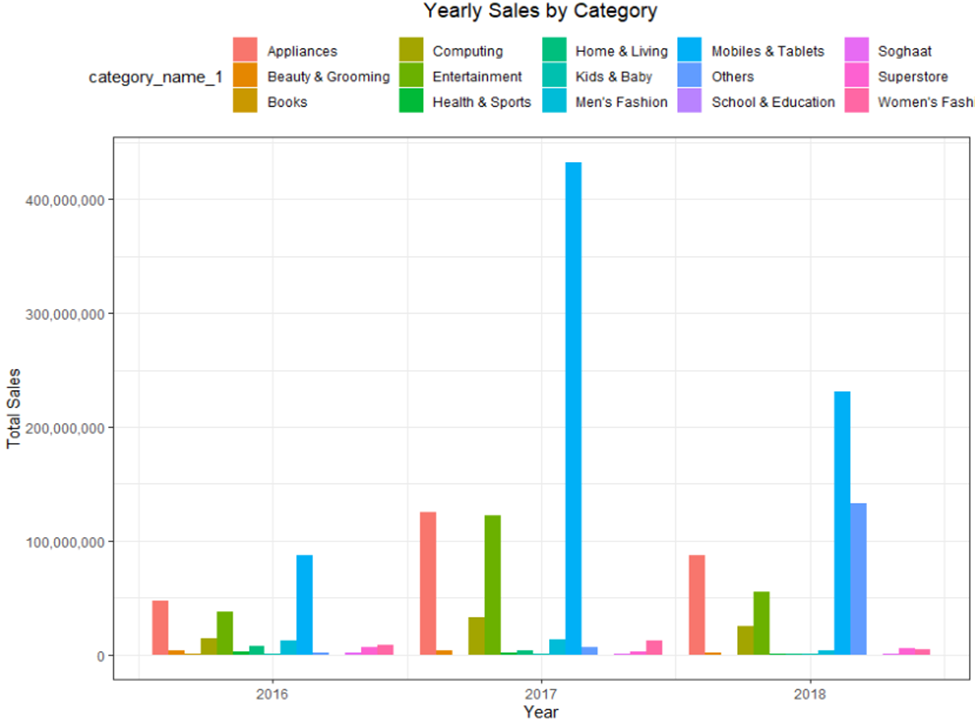 Yearly Sales by Category
category_name_1
Appliances
Beauty & Grooming
Books
Computing
Entertainment
Health & Sports
Home & Living
Kids & Baby
Men's Fashion
Mobiles & Tablets
Others
School & Education
Soghaat
Superstore
Women's Fash
Total Sales
400,000,000
300,000,000
200,000,000
100,000,000
0
2016 2017 2018
Year